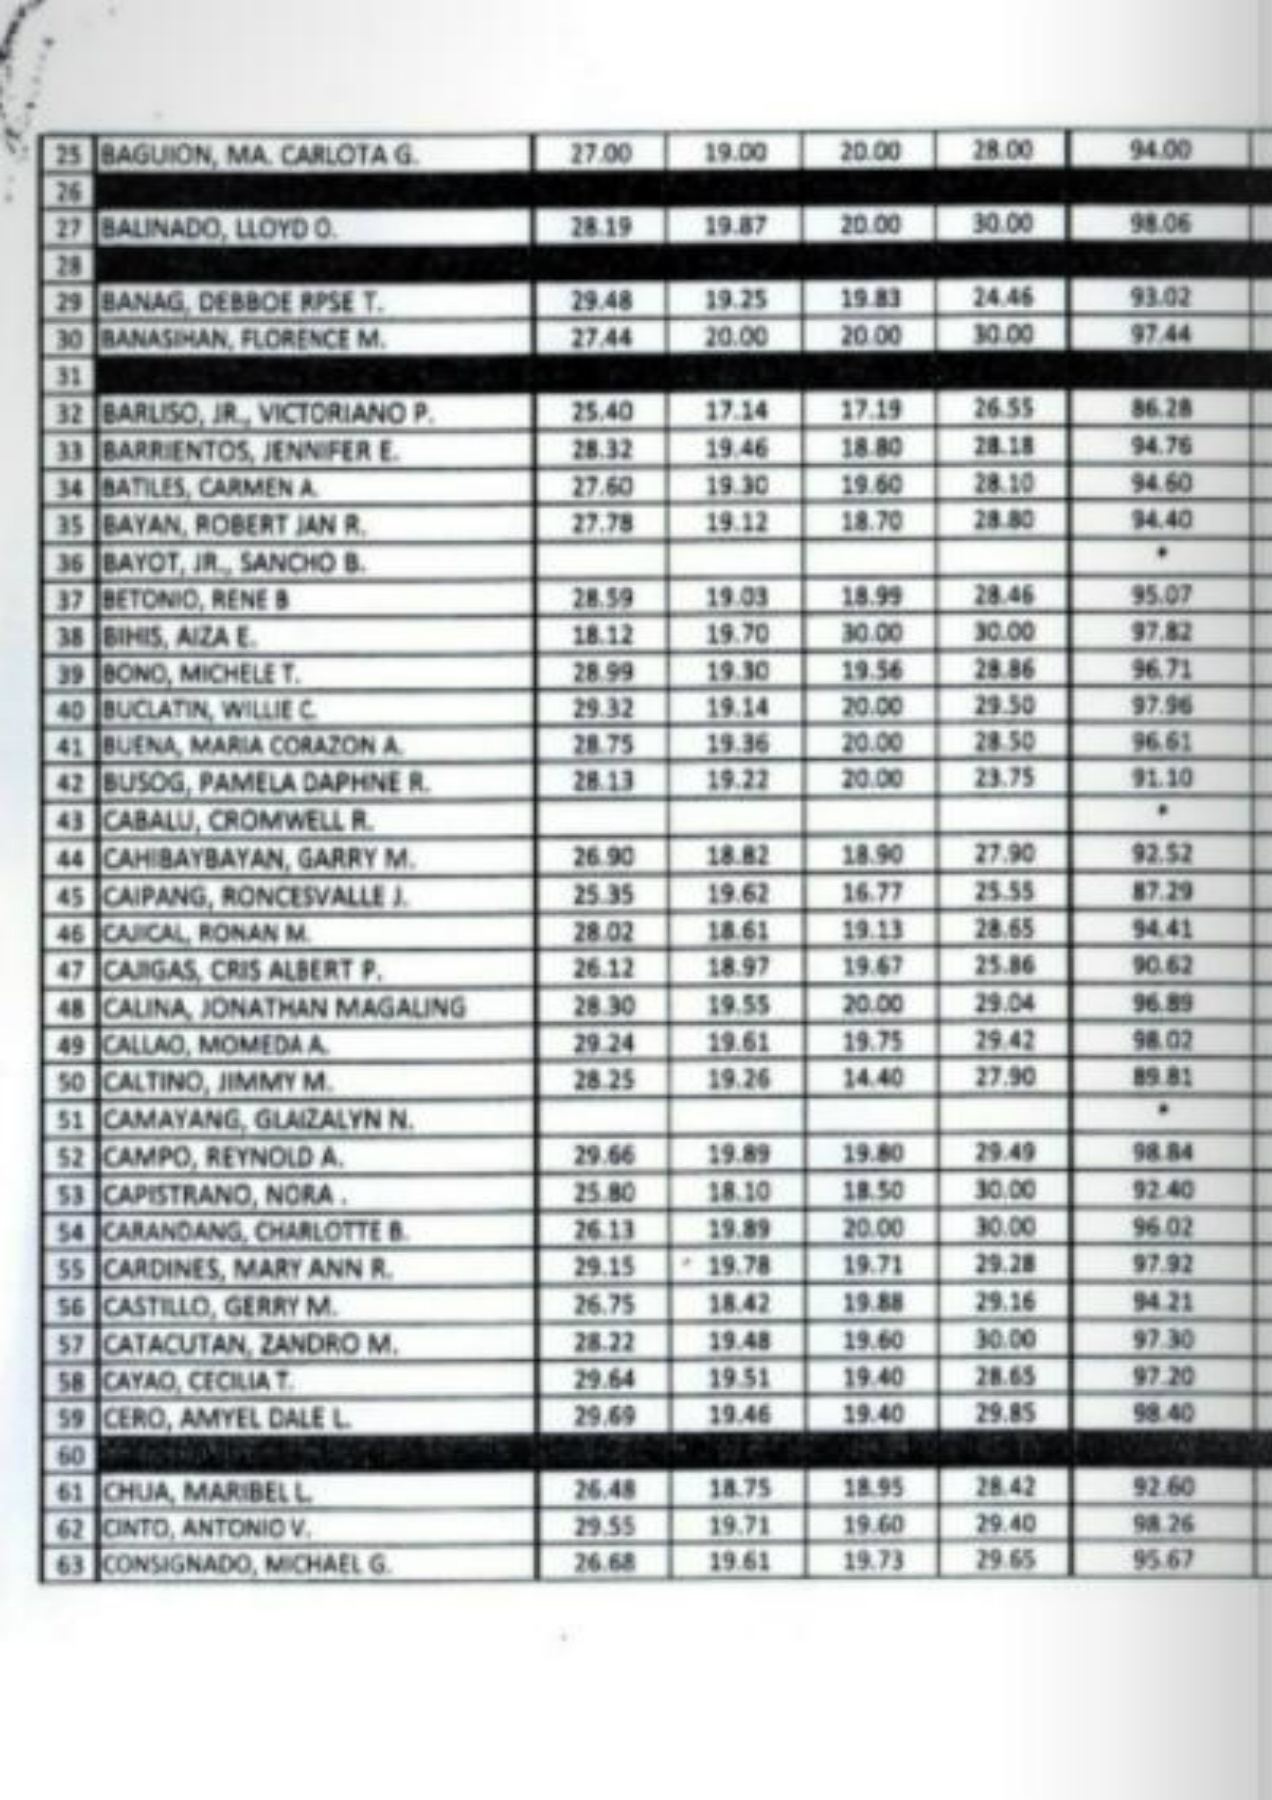 25 BAGUION, MA. CARLOTA G. 27.00 19.00 20.00 28.00 94.00
26
27 BALINADO, LLOYD O. 28.19 19.87 20.00 30.00 98.06
28
29 BANAG, DEBBOE RPSE T. 29.48 19.25 19.83 24.46 93.02
30 BANASIHAN, FLORENCE M. 27.44 20.00 20.00 30.00 97.44
31
32 BARLISO, JR., VICTORIANO P. 25.40 17.14 17.19 26.55 86.28
33 BARRIENTOS, JENNIFER E. 28.32 19.46 18.80 28.18 94.76
34 BATILES, CARMEN A. 27.60 19.30 19.60 28.10 94.60
35 BAYAN, ROBERT JAN R. 27.78 19.12 18.70 28.80 94.40
36 BAYOT, JR., SANCHO B. *
37 BETONIO, RENE B 28.59 19.03 18.99 28.46 95.07
38 BIHIS, AIZA E. 18.12 19.70 30.00 30.00 97.82
39 BONO, MICHELE T. 28.99 19.30 19.56 28.86 96.71
40 BUCLATIN, WILLIE C. 29.32 19.14 20.00 29.50 97.96
41 BUENA, MARIA CORAZON A. 28.75 19.36 20.00 28.50 96.61
42 BUSOG, PAMELA DAPHNE R. 28.13 19.22 20.00 23.75 91.10
43 CABALU, CROMWELL R. *
44 CAHIBAYBAYAN, GARRY M. 26.90 18.82 18.90 27.90 92.52
45 CAIPANG, RONCESVALLE J. 25.35 19.62 16.77 25.55 87.29
46 CAJICAL, RONAN M. 28.02 18.61 19.13 28.65 94.41
47 CAJIGAS, CRIS ALBERT P. 26.12 18.97 19.67 25.86 90.62
48 CALINA, JONATHAN MAGALING 28.30 19.55 20.00 29.04 96.89
49 CALLAO, MOMEDA A. 29.24 19.61 19.75 29.42 98.02
50 CALTINO, JIMMY M. 28.25 19.26 14.40 27.90 89.81
51 CAMAYANG, GLAIZALYN N. *
52 CAMPO, REYNOLD A. 29.66 19.89 19.80 29.49 98.84
53 CAPISTRANO, NORA . 25.80 18.10 18.50 30.00 92.40
54 CARANDANG, CHARLOTTE B. 26.13 19.89 20.00 30.00 96.02
55 CARDINES, MARY ANN R. 29.15 19.78 19.71 29.28 97.92
56 CASTILLO, GERRY M. 26.75 18.42 19.88 29.16 94.21
57 CATACUTAN, ZANDRO M. 28.22 19.48 19.60 30.00 97.30
58 CAYAO, CECILIA T. 29.64 19.51 19.40 28.65 97.20
59 CERO, AMYEL DALE L. 29.69 19.46 19.40 29.85 98.40
60
61 CHUA, MARIBEL L. 26.48 18.75 18.95 28.42 92.60
62 CINTO, ANTONIO V. 29.55 19.71 19.60 29.40 98.26
63 CONSIGNADO, MICHAEL G. 26.68 19.61 19.73 29.65 95.67